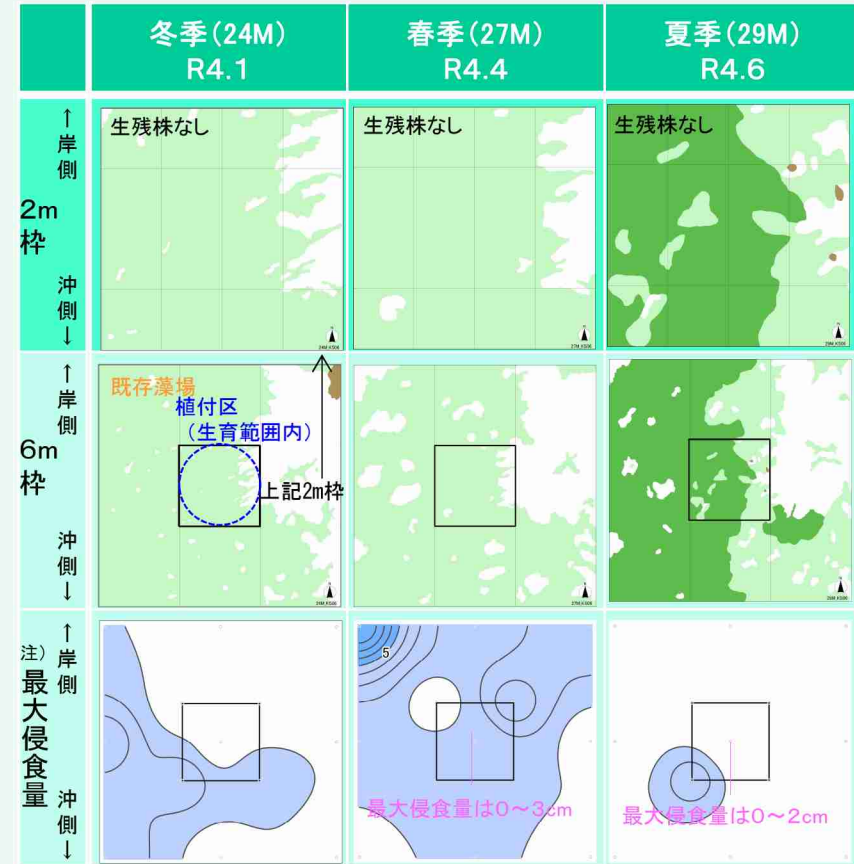 冬季(24M)
R4.1
春季(27M)
R4.4
夏季(29M)
R4.6
↑岸側
2m枠
沖側↓
生残株なし
生残株なし
生残株なし
↑岸側
6m枠
沖側↓
既存藻場
植付区
(生育範囲内)
上記2m枠
注)
↑岸側
最大侵食量
沖側↓
5
最大侵食量は0～3cm
最大侵食量は0～2cm